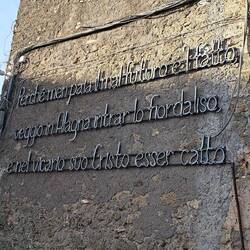 Perché men paia il mal futuro e'l fatto,
veggio in Alagna intrar lo fiordaliso,
e nel vicario suo Cristo esser catto.